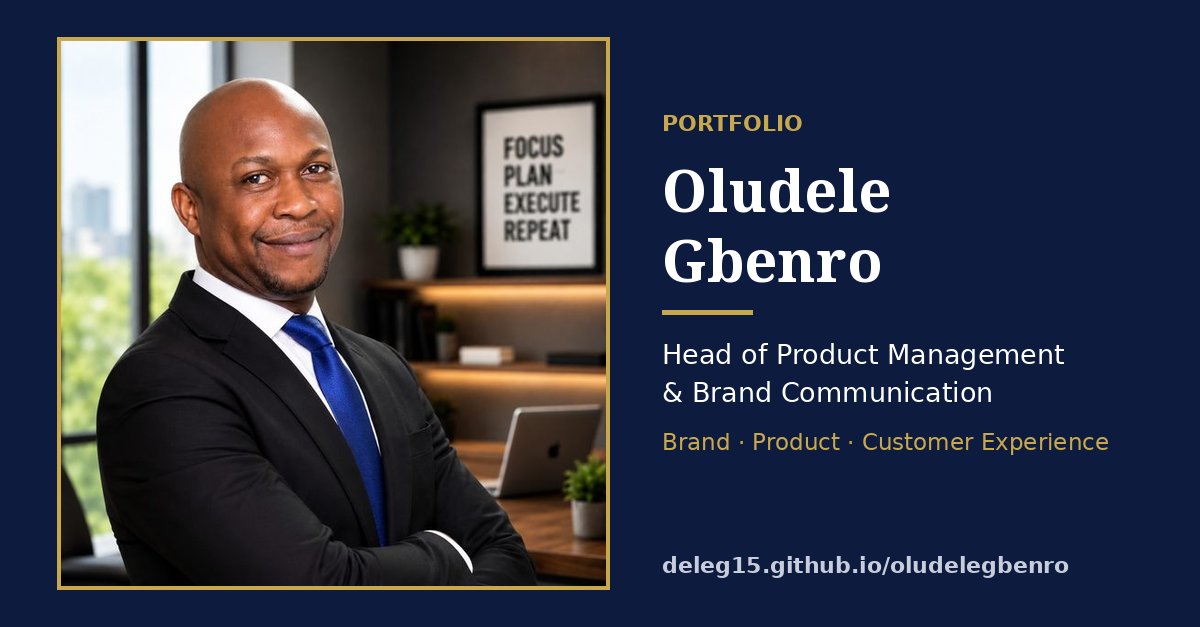 FOCUS
PLAN
EXECUTE
REPEAT
PORTFOLIO
Oludele
Gbenro
Head of Product Management
& Brand Communication
Brand · Product · Customer Experience
deleg15.github.io/oludelegbenro